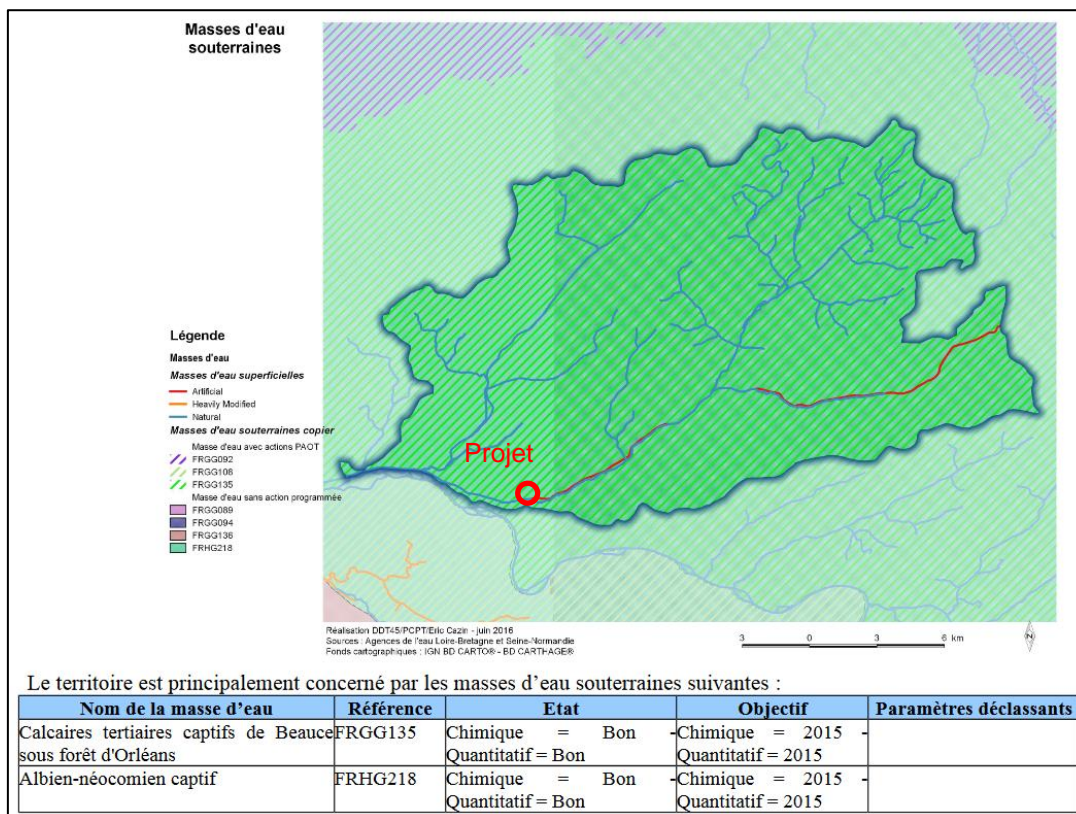 Masses d'eau
souterraines
Légende
Masses d'eau
Masses d'eau superficielles
Artificial
Heavily Modified
Natural
Masses d'eau souterraines copier
Masse d'eau avec actions PAOT
FRGG092
FRGG108
FRGG135
Masse d'eau sans action programmée
FRGG089
FRGG094
FRGG136
FRHG218
Projet
Réalisation DDT45/PCPT/Eric Cazin - juin 2016
Sources : Agences de l'eau Loire-Bretagne et Seine-Normandie
Fonds cartographiques : IGN BD CARTO® - BD CARTHAGE®
3 0 3 6 km
N
Le territoire est principalement concerné par les masses d'eau souterraines suivantes :
Nom de la masse d'eau Référence Etat Objectif Paramètres déclassants
Calcaires tertiaires captifs de Beauce FRGG135 Chimique = Bon - Chimique = 2015 -
sous forêt d'Orléans Quantitatif = Bon Quantitatif = 2015
Albien-néocomien captif FRHG218 Chimique = Bon - Chimique = 2015 -
Quantitatif = Bon Quantitatif = 2015